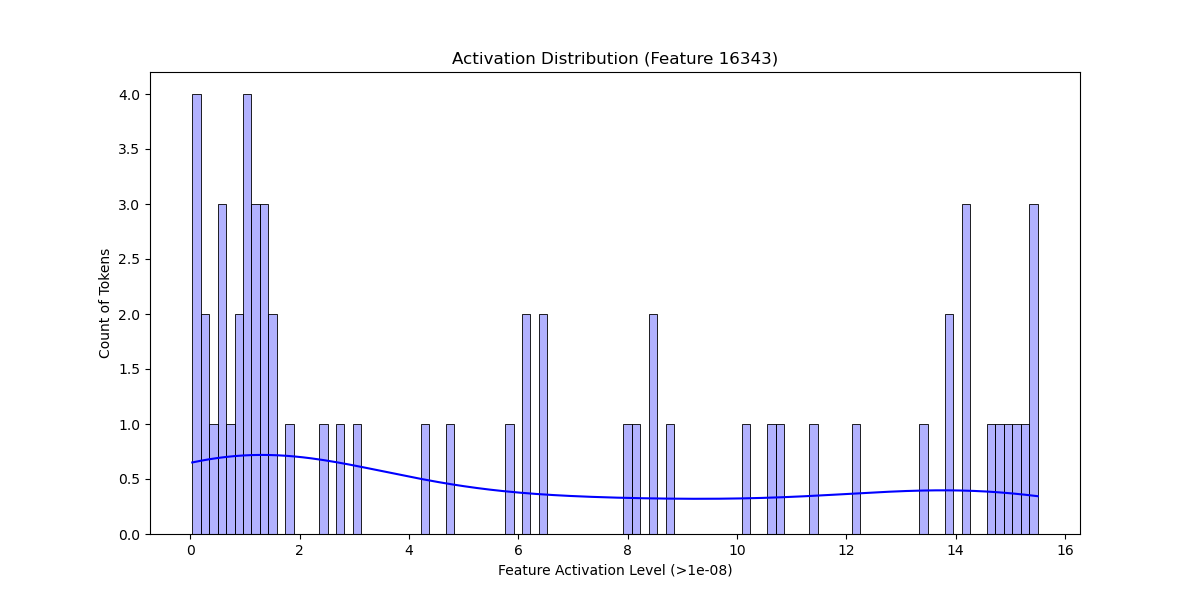 Activation Distribution (Feature 16343)
Count of Tokens
4.0
3.5
3.0
2.5
2.0
1.5
1.0
0.5
0.0
0 2 4 6 8 10 12 14 16
Feature Activation Level (>1e-08)